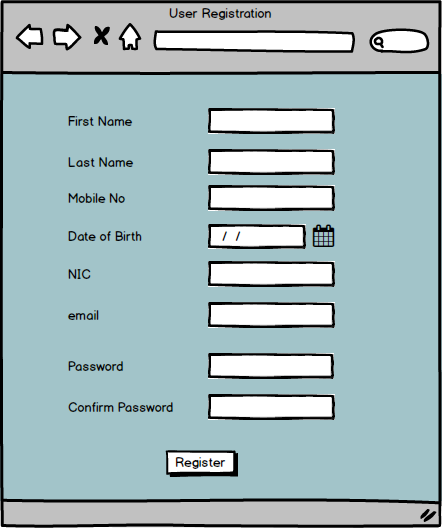 User Registration
First Name
Last Name
Mobile No
Date of Birth / /
NIC
email
Password
Confirm Password
Register